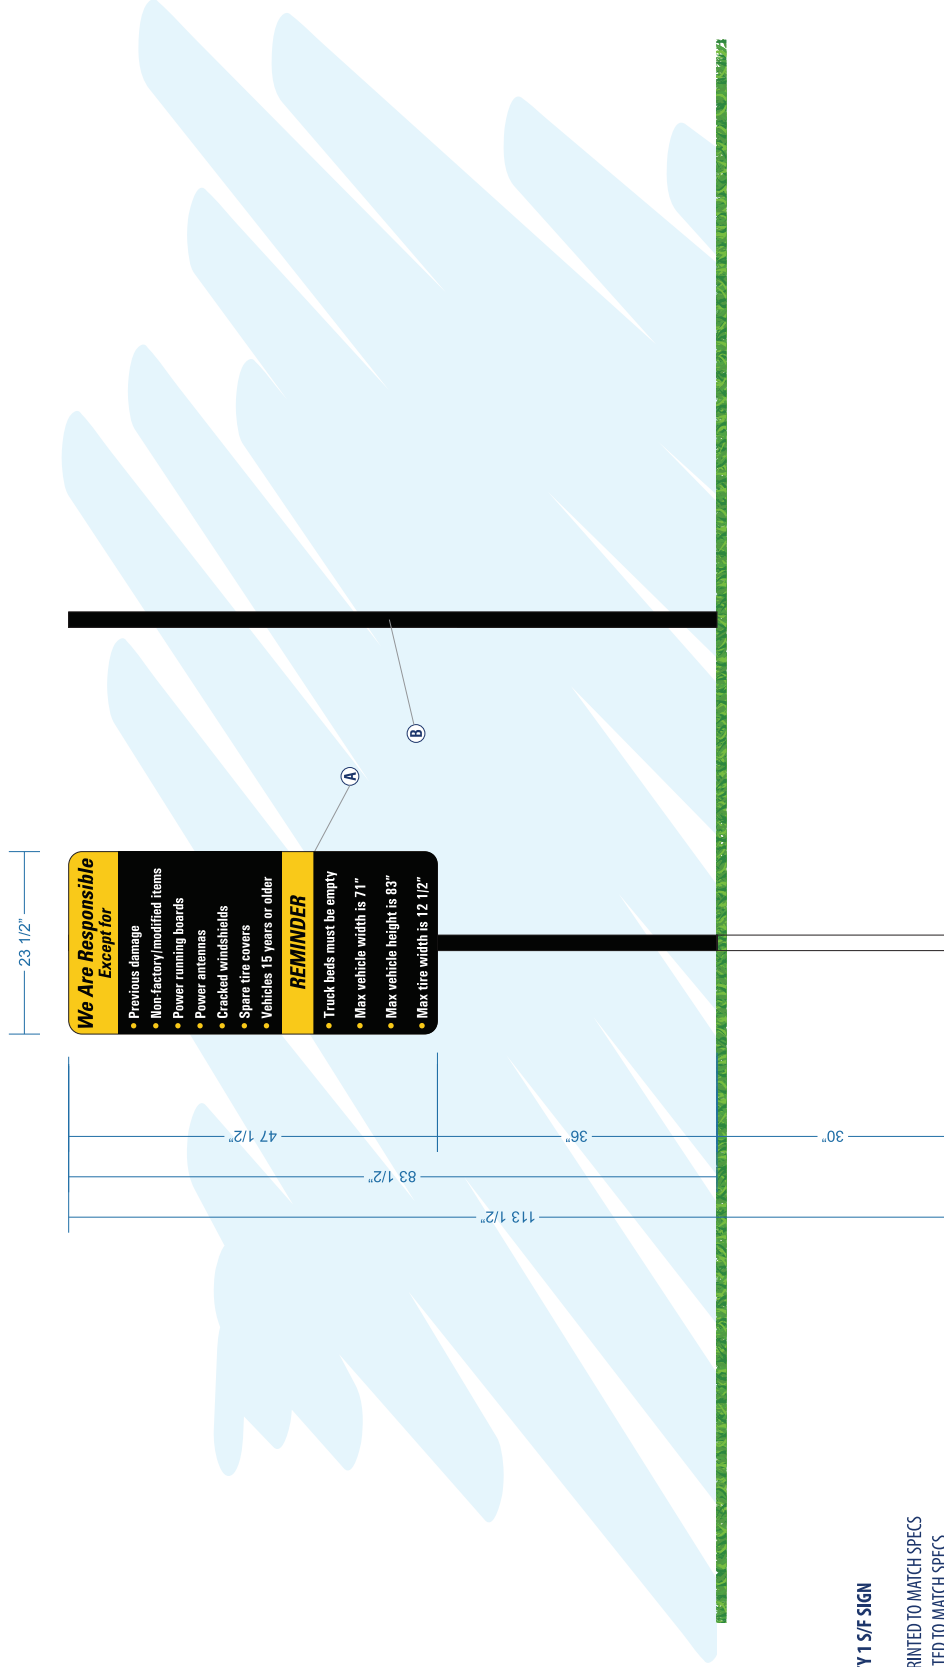 23 1/2"
We Are Responsible
Except for
• Previous damage
• Non-factory/modified items
• Power running boards
• Power antennas
• Cracked windshields
• Spare tire covers
• Vehicles 15 years or older
REMINDER
• Truck beds must be empty
• Max vehicle width is 71”
• Max vehicle height is 83”
• Max tire width is 12 1/2”
A
B
47 1/2"
36"
30"
83 1/2"
113 1/2"
1 S/F SIGN
TO MATCH SPECS
TO MATCH SPECS